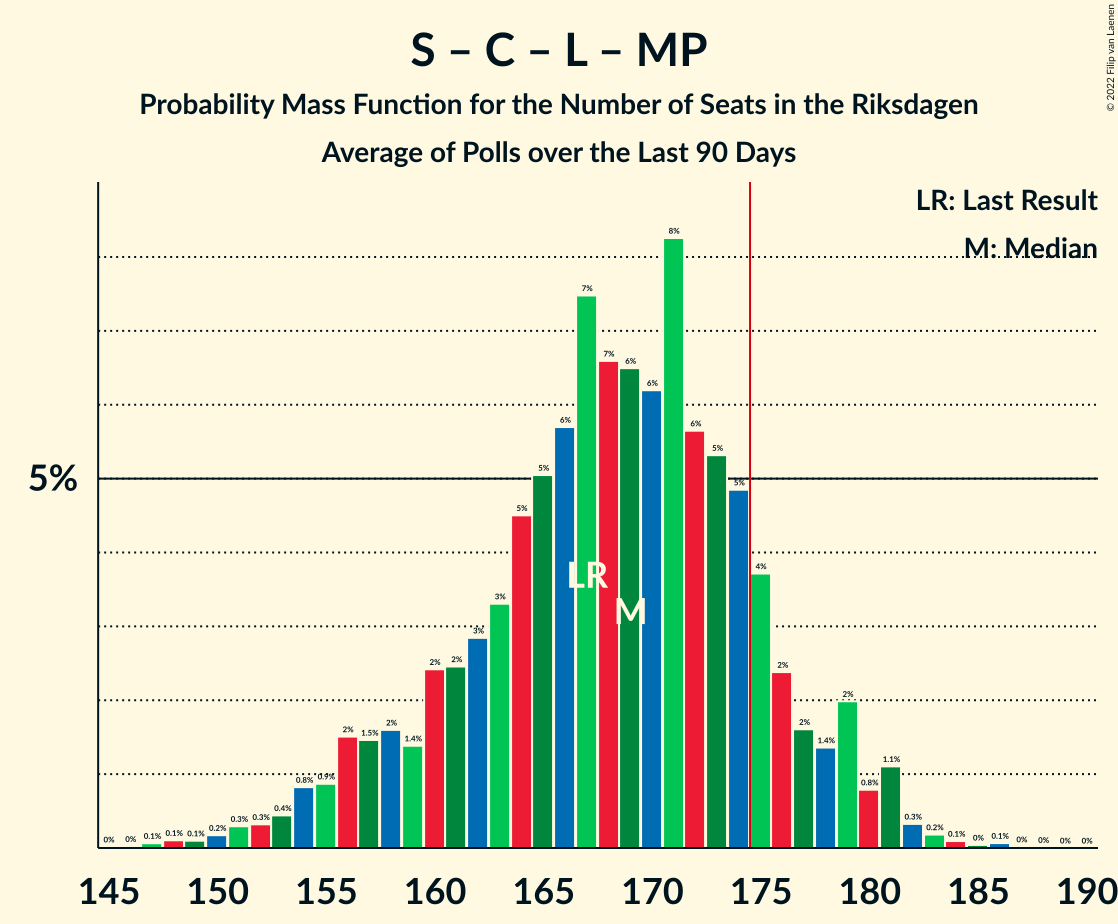 S – C – L – MP
Probability Mass Function for the Number of Seats in the Riksdagen
Average of Polls over the Last 90 Days
© 2022 Filip van Laenen
LR: Last Result
M: Median
5%
0% 0% 0.1% 0.1% 0.1% 0.2% 0.3% 0.3% 0.4% 0.8% 0.9% 2% 1.5% 2% 1.4% 2% 2% 3% 3% 5% 5% 6% 7% 7% 6% 6% 8% 6% 5% 5% 4% 2% 2% 1.4% 2% 0.8% 1.1% 0.3% 0.2% 0.1% 0% 0.1% 0% 0% 0% 0%
LR
M
145 150 155 160 165 170 175 180 185 190